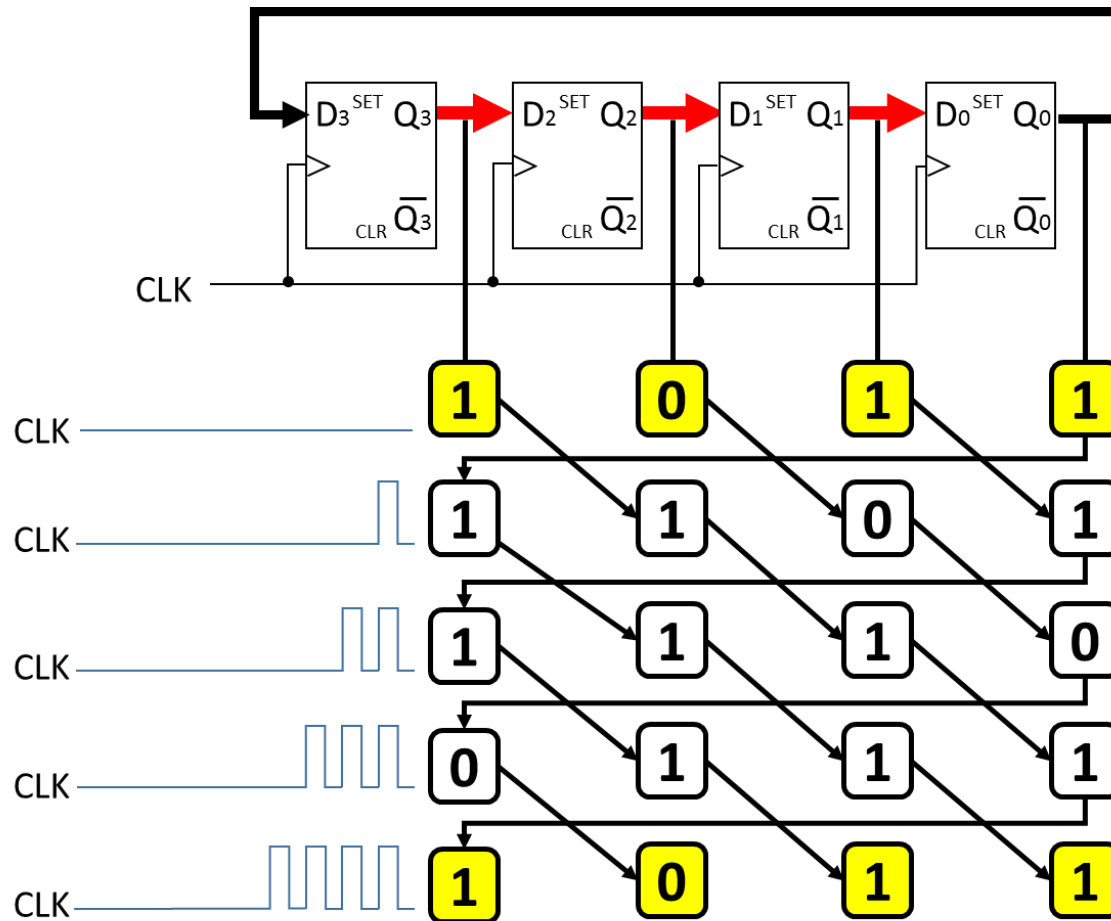 D₃ SET Q₃ D₂ SET Q₂ D₁ SET Q₁ D₀ SET Q₀
CLR Q̅₃ CLR Q̅₂ CLR Q̅₁ CLR Q̅₀
CLK
1 0 1 1
CLK
1 1 0 1
CLK
1 1 1 0
CLK
0 1 1 1
CLK
1 0 1 1
CLK